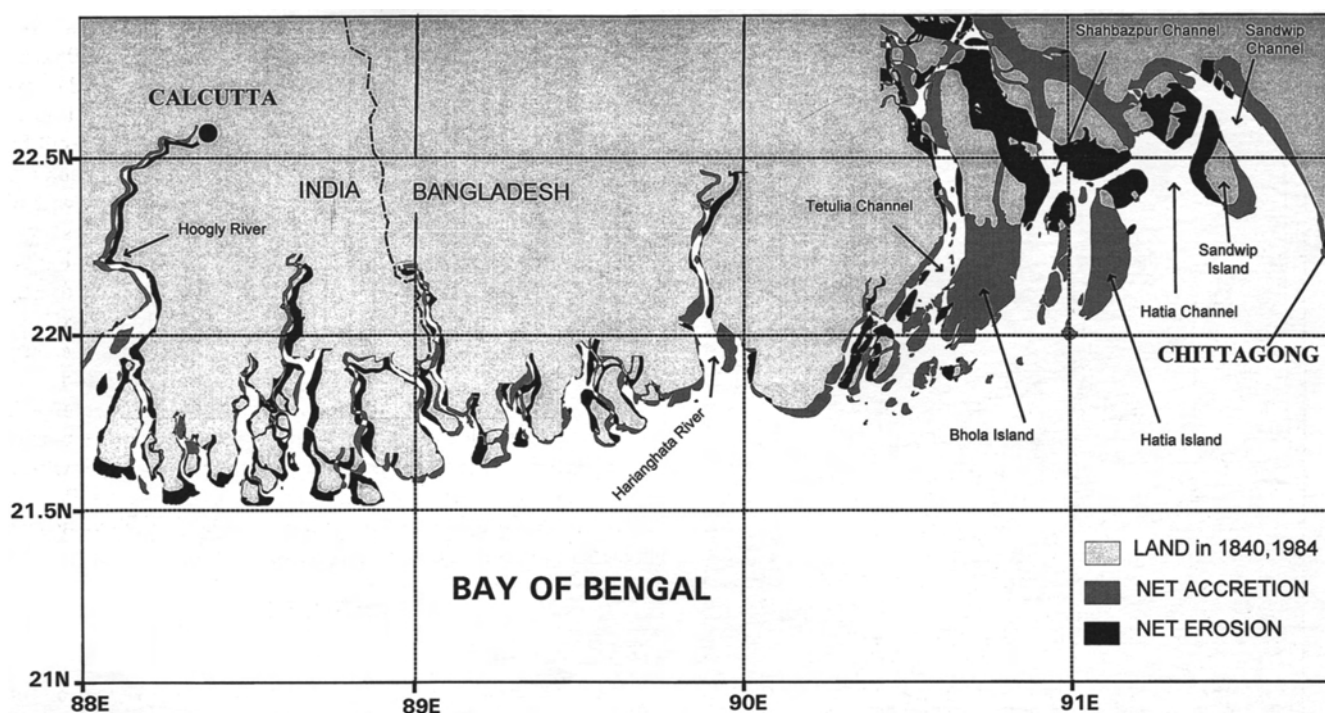 Shahbazpur Channel
Sandwip
Channel
CALCUTTA
22.5N
INDIA
BANGLADESH
Tetulia Channel
Hoogly River
Sandwip
Island
Hatia Channel
22N
CHITTAGONG
Bhola Island
Hatia Island
Harlanghata River
21.5N
LAND in 1840,1984
BAY OF BENGAL
NET ACCRETION
NET EROSION
21N
88E
89E
90E
91E